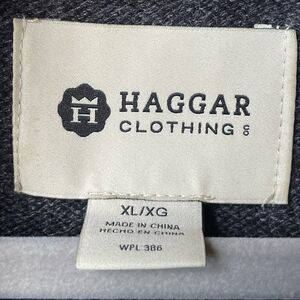 H HAGGAR
CLOTHING CO
XL/XG
MADE IN CHINA
HECHO EN CHINA
WPL 386